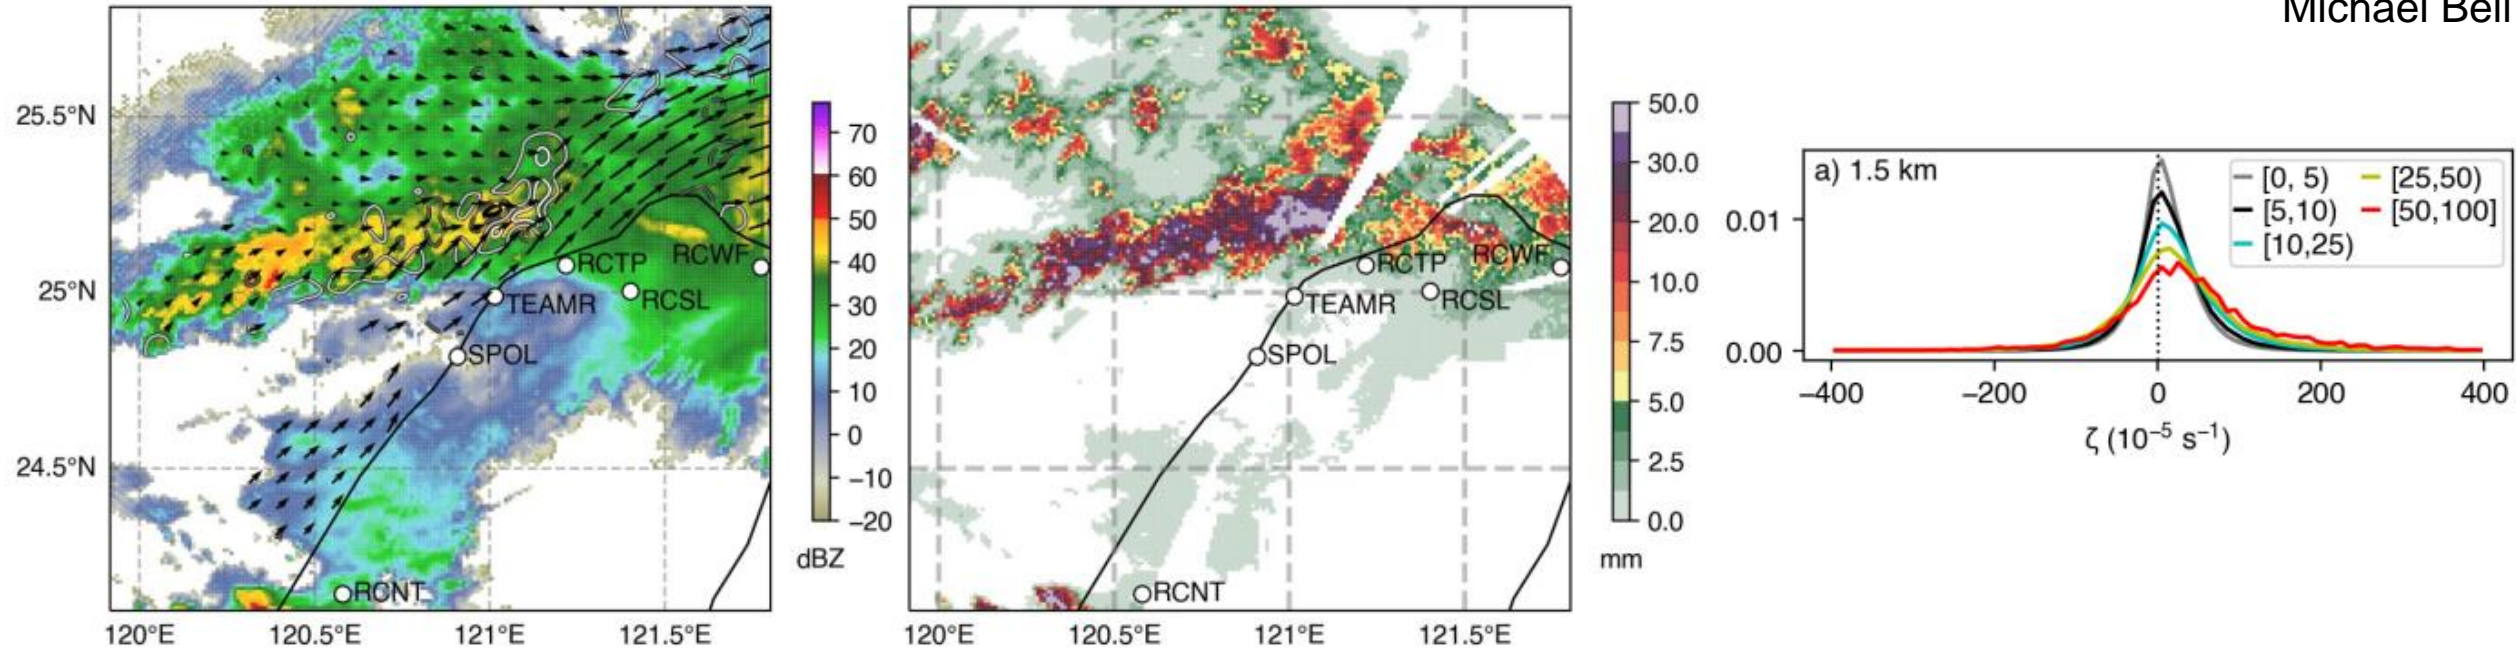 Michael Bell
25.5°N
25°N
24.5°N
120°E
120.5°E
121°E
121.5°E
RCTP
RCWF
TEAMR
RCSL
SPOL
RCNT
70
60
50
40
30
20
10
0
−10
−20
dBZ
RCTP
RCWF
TEAMR
RCSL
SPOL
RCNT
120°E
120.5°E
121°E
121.5°E
50.0
30.0
20.0
10.0
7.5
5.0
2.5
0.0
mm
a) 1.5 km
[0, 5)
[25,50)
[5,10)
[50,100]
[10,25)
0.01
0.00
−400
−200
0
200
400
ζ (10⁻⁵ s⁻¹)